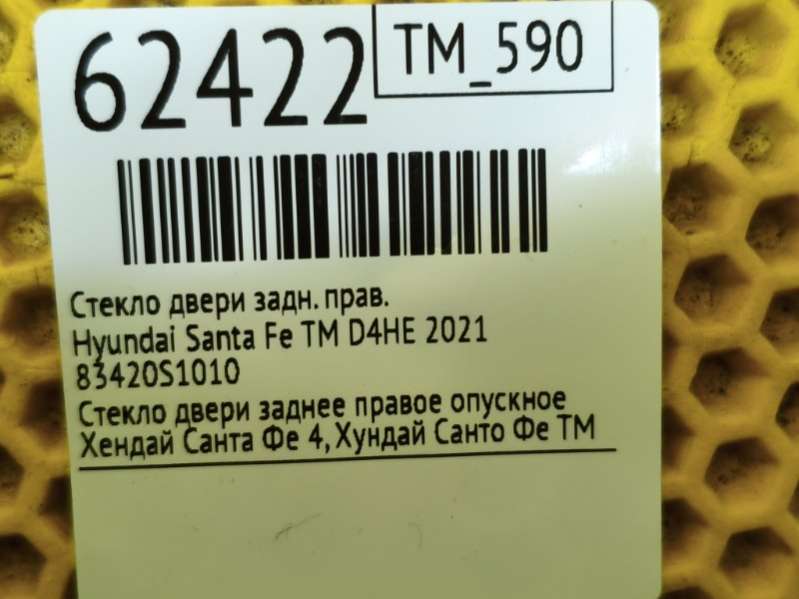 62422
TM_590
Стекло двери задн. прав.
Hyundai Santa Fe TM D4HE 2021
83420S1010
Стекло двери заднее правое опускное
Хендай Санта Фе 4, Хундай Санто Фе ТМ